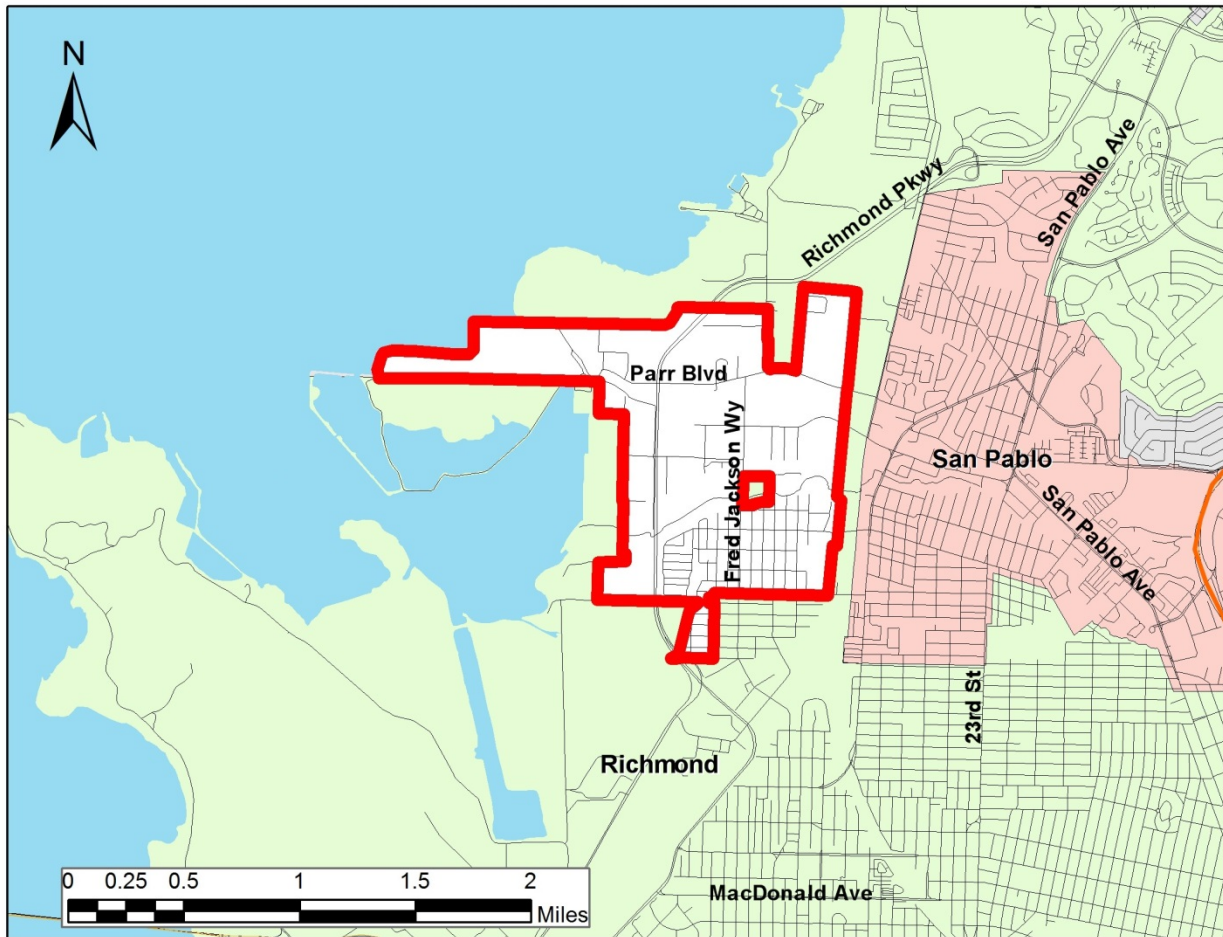 N
San Pablo Ave
Richmond Pkwy
Parr Blvd
Fred Jackson Wy
San Pablo
San Pablo Ave
23rd St
Richmond
MacDonald Ave
0 0.25 0.5 1 1.5 2
Miles